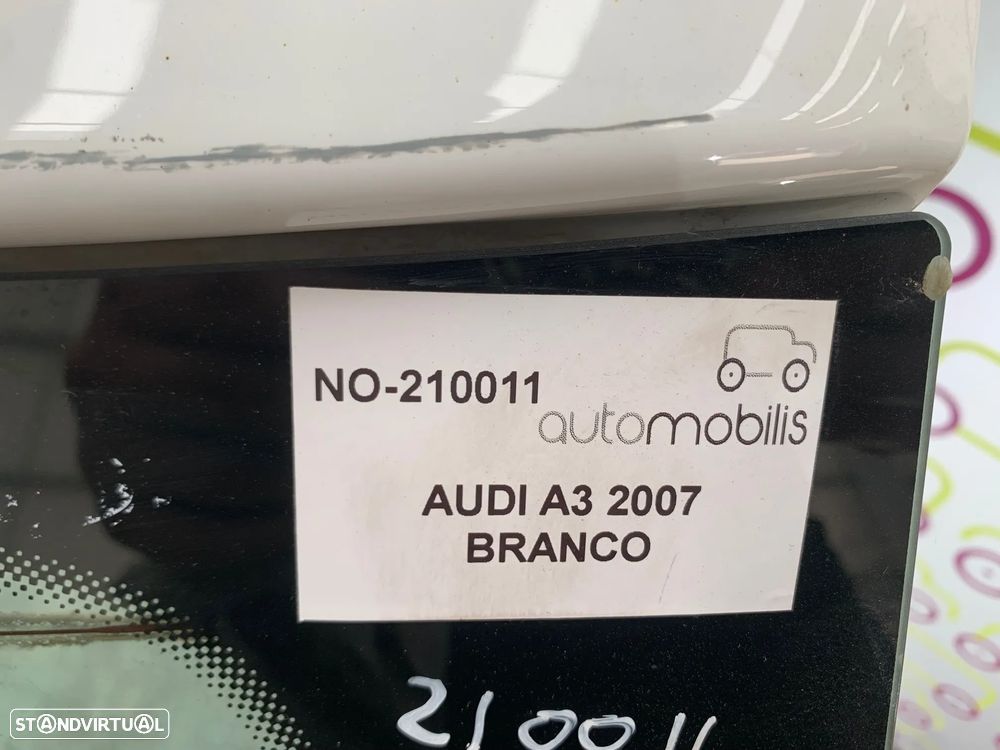 NO-210011
automobilis
AUDI A3 2007
BRANCO
210011
STANDVIRTUAL